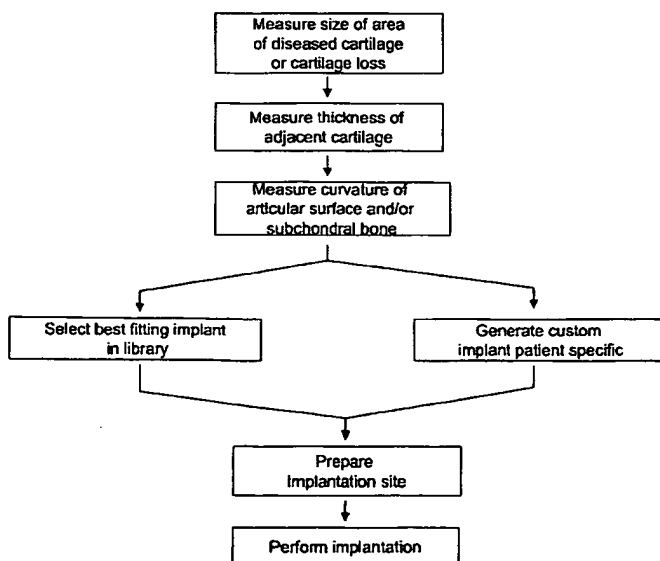 Measure size of area
of diseased cartilage
or cartilage loss
Measure thickness of
adjacent cartilage
Measure curvature of
articular surface and/or
subchondral bone
Select best fitting implant
in library
Generate custom
implant patient specific
Prepare
Implantation site
Perform implantation